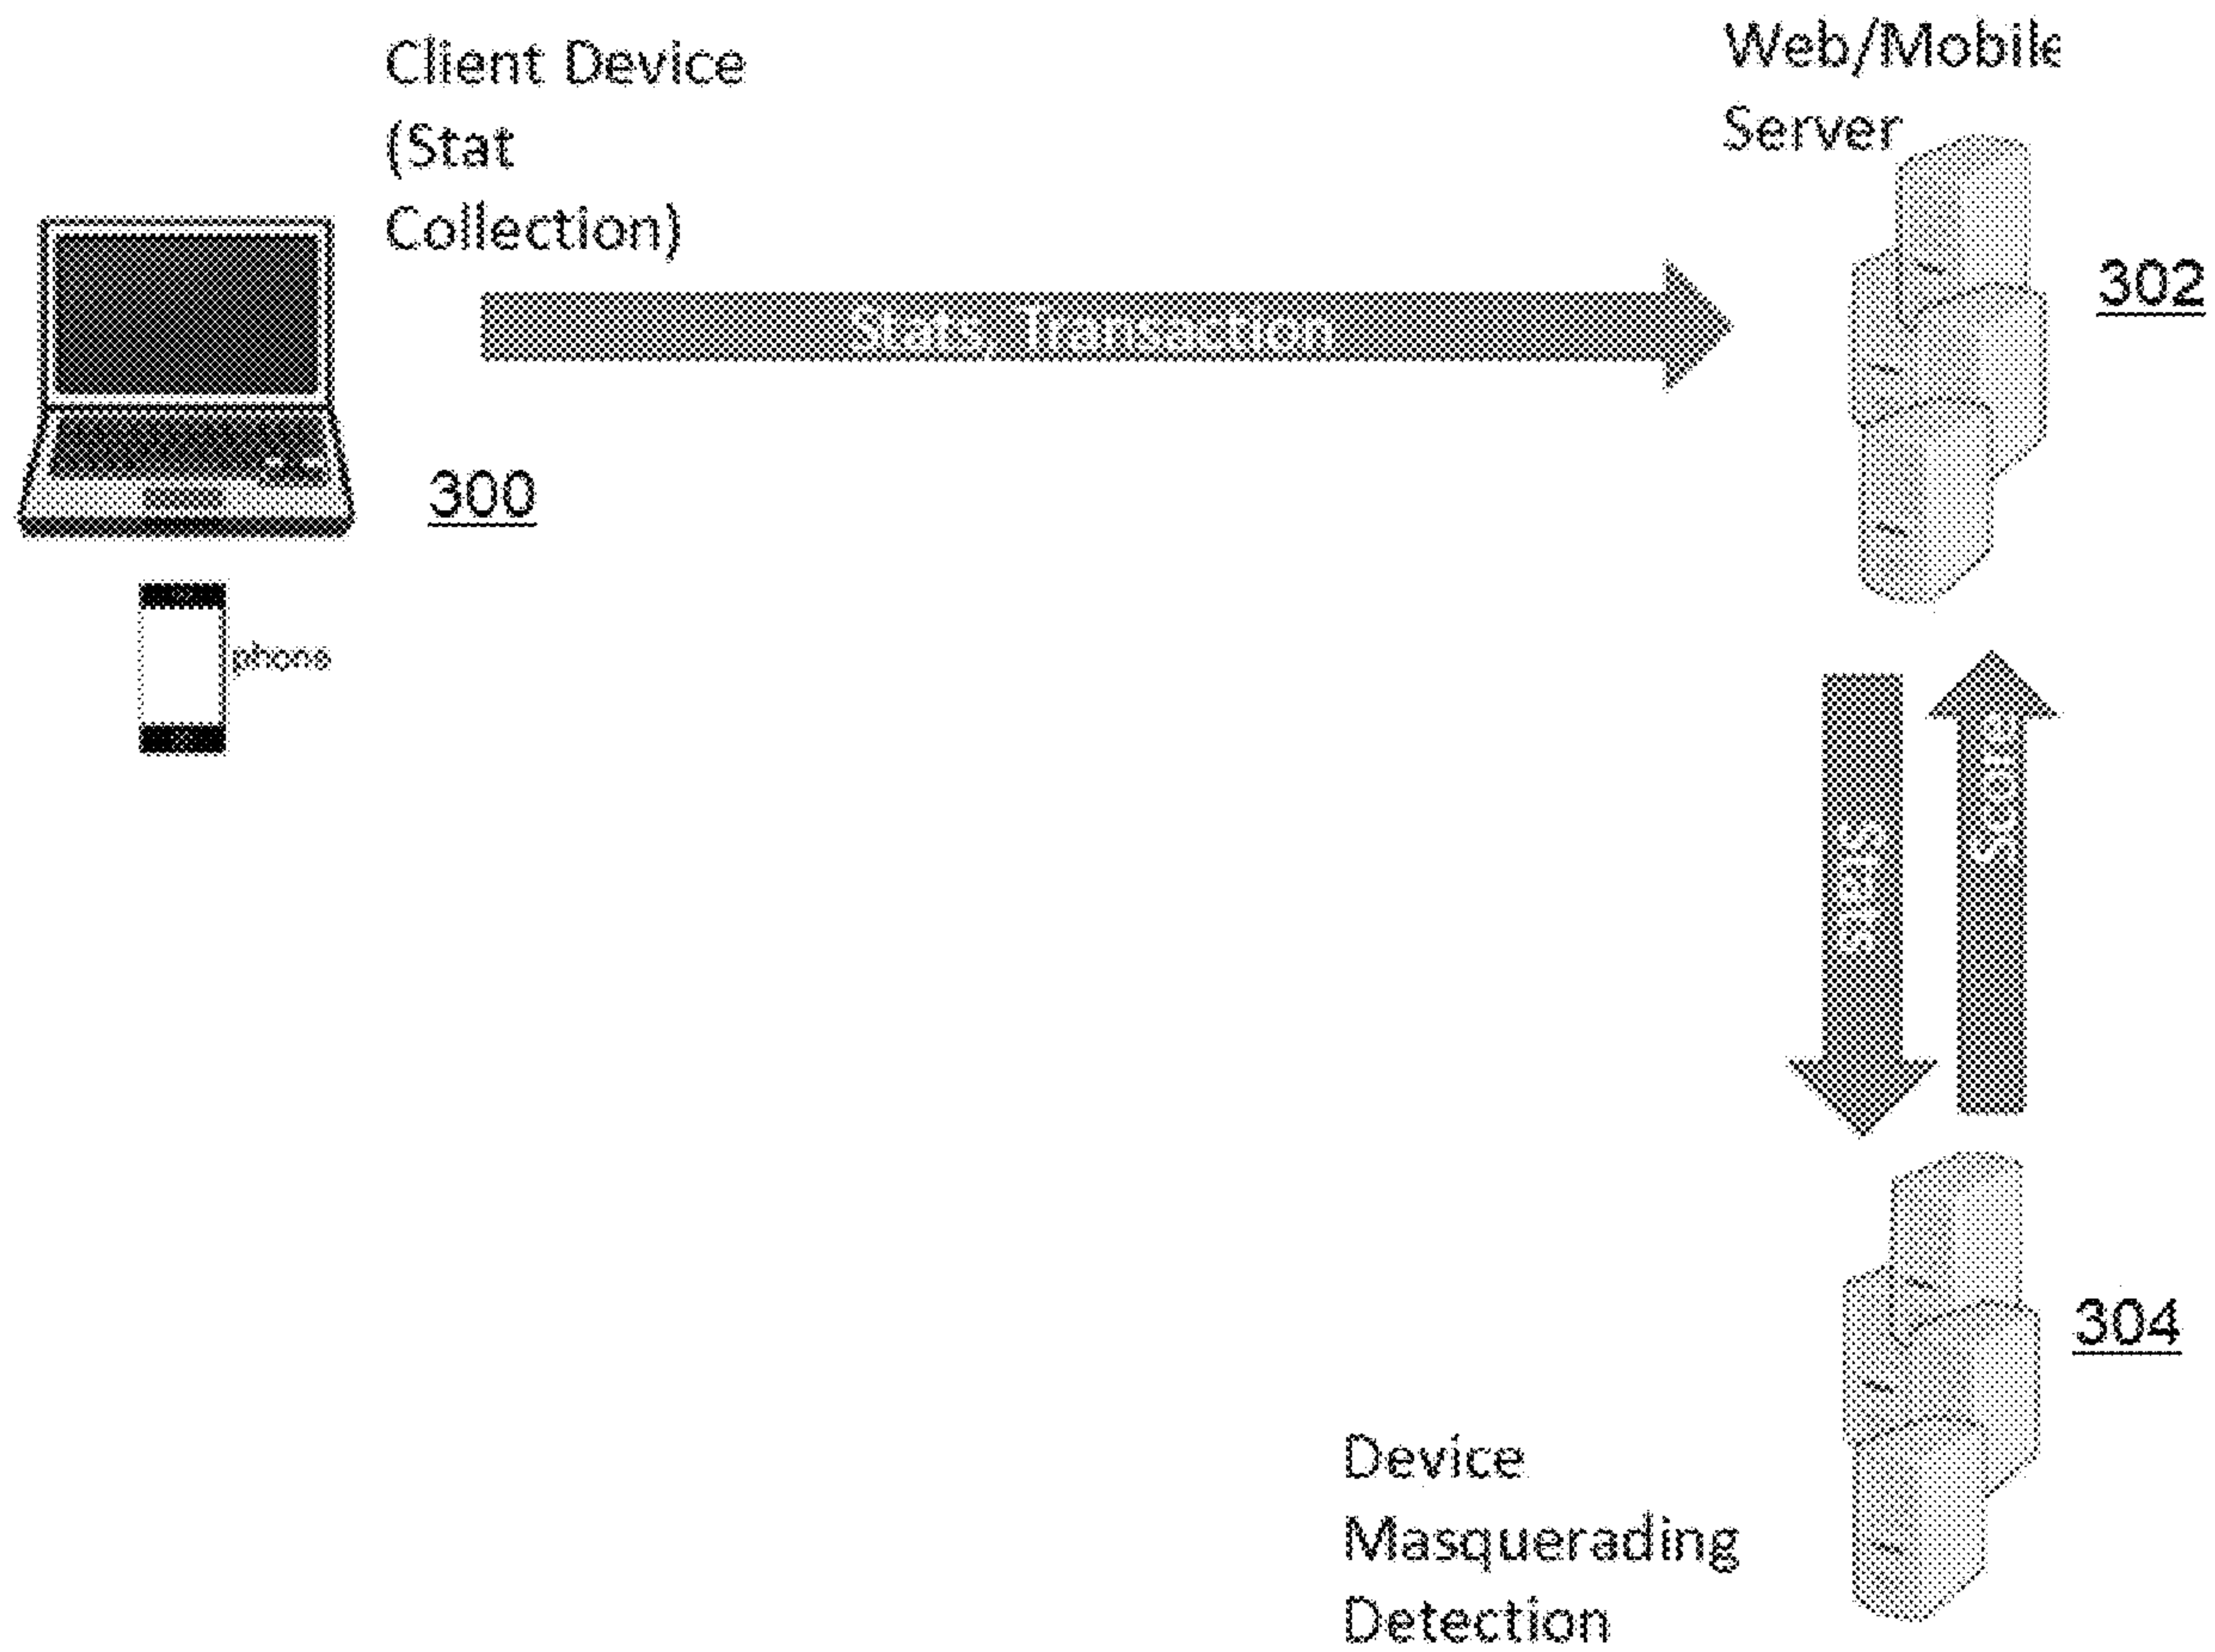 Client Device
(Stat
Collection)
Web/Mobile
Server
302
Stats, Transaction
300
phone
Stats
Score
304
Device
Masquerading
Detection